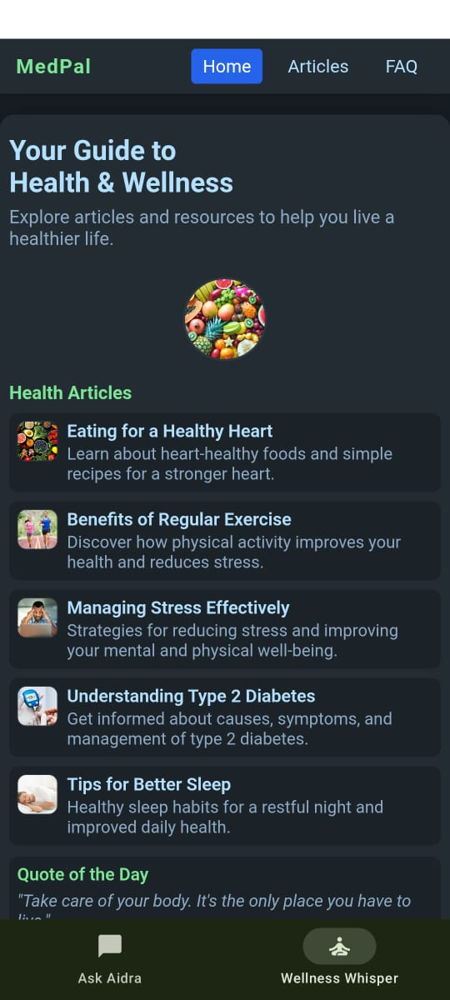 MedPal
Home
Articles
FAQ
Your Guide to
Health & Wellness
Explore articles and resources to help you live a
healthier life.
Health Articles
Eating for a Healthy Heart
Learn about heart-healthy foods and simple
recipes for a stronger heart.
Benefits of Regular Exercise
Discover how physical activity improves your
health and reduces stress.
Managing Stress Effectively
Strategies for reducing stress and improving
your mental and physical well-being.
Understanding Type 2 Diabetes
Get informed about causes, symptoms, and
management of type 2 diabetes.
Tips for Better Sleep
Healthy sleep habits for a restful night and
improved daily health.
Quote of the Day
"Take care of your body. It's the only place you have to
live."
Ask Aidra
Wellness Whisper